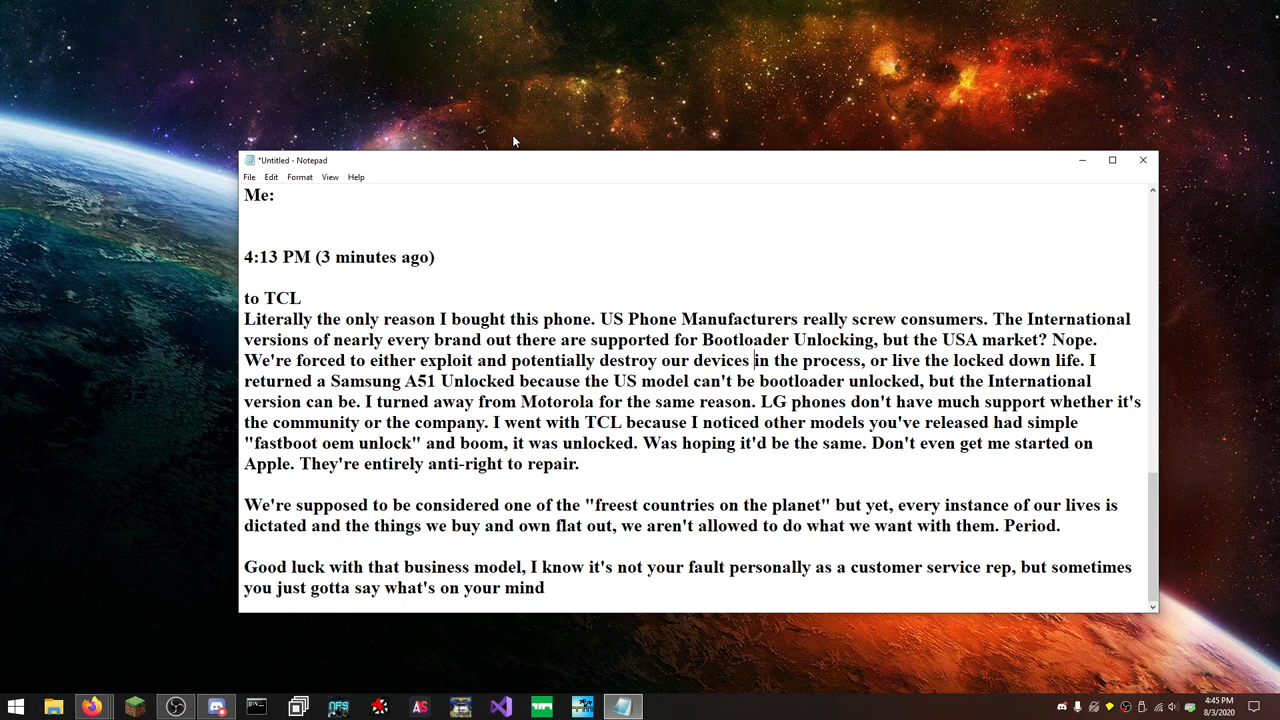 *Untitled - Notepad
File Edit Format View Help
Me:
4:13 PM (3 minutes ago)
to TCL
Literally the only reason I bought this phone. US Phone Manufacturers really screw consumers. The International
versions of nearly every brand out there are supported for Bootloader Unlocking, but the USA market? Nope.
We're forced to either exploit and potentially destroy our devices in the process, or live the locked down life. I
returned a Samsung A51 Unlocked because the US model can't be bootloader unlocked, but the International
version can be. I turned away from Motorola for the same reason. LG phones don't have much support whether it's
the community or the company. I went with TCL because I noticed other models you've released had simple
"fastboot oem unlock" and boom, it was unlocked. Was hoping it'd be the same. Don't even get me started on
Apple. They're entirely anti-right to repair.
We're supposed to be considered one of the "freest countries on the planet" but yet, every instance of our lives is
dictated and the things we buy and own flat out, we aren't allowed to do what we want with them. Period.
Good luck with that business model, I know it's not your fault personally as a customer service rep, but sometimes
you just gotta say what's on your mind
NFS
AS
4:45 PM
8/3/2020